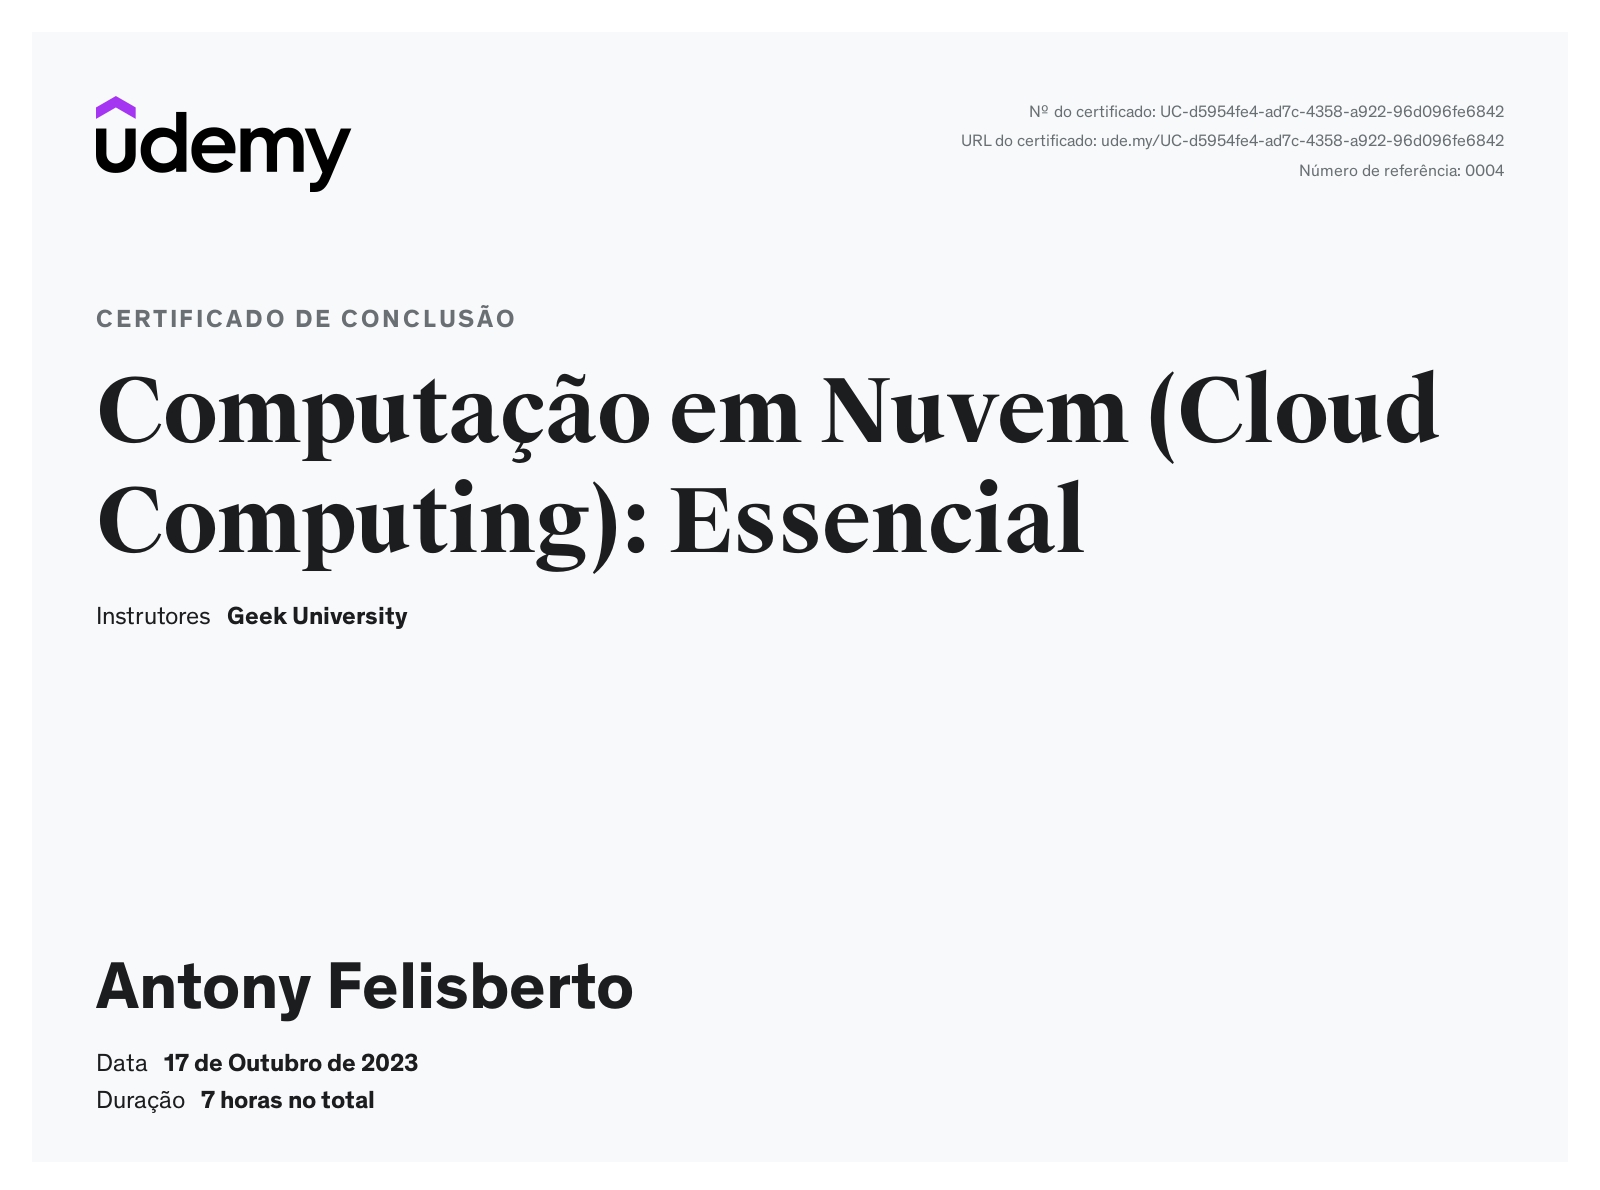 udemy
Nº do certificado: UC-d5954fe4-ad7c-4358-a922-96d096fe6842
URL do certificado: ude.my/UC-d5954fe4-ad7c-4358-a922-96d096fe6842
Número de referência: 0004
CERTIFICADO DE CONCLUSÃO
Computação em Nuvem (Cloud
Computing): Essencial
Instrutores Geek University
Antony Felisberto
Data 17 de Outubro de 2023
Duração 7 horas no total